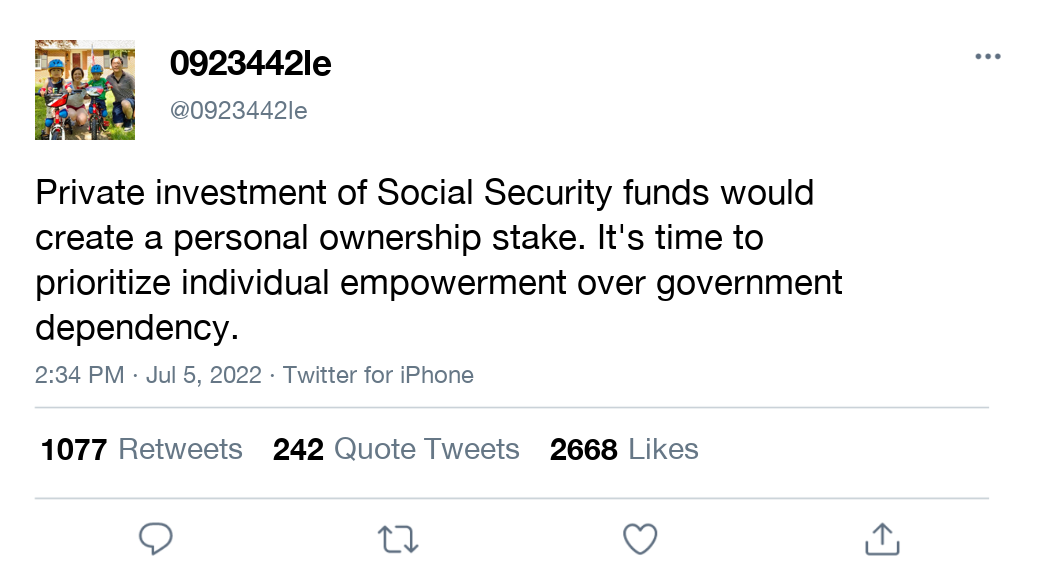 0923442le
@0923442le
Private investment of Social Security funds would
create a personal ownership stake. It's time to
prioritize individual empowerment over government
dependency.
2:34 PM · Jul 5, 2022 · Twitter for iPhone
1077 Retweets 242 Quote Tweets 2668 Likes